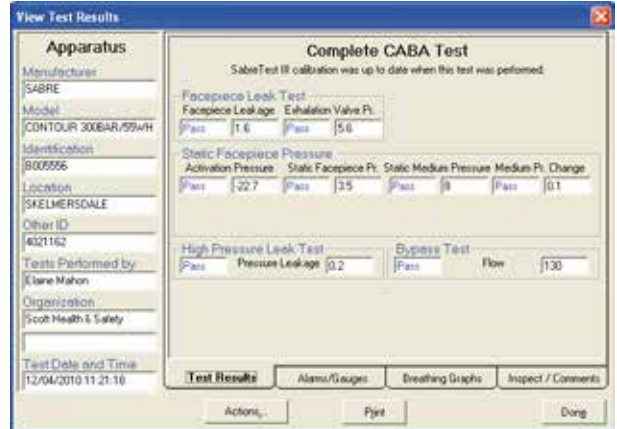 View Test Results
Apparatus
Manufacturer
SABRE
Model
CONTOUR 300BAR/55WH
Identification
B005556
Location
SKELMERSDALE
Other ID
4021162
Tests Performed by
Elaine Mahon
Organization
Scott Health & Safety
Test Date and Time
12/04/2010 11:21:18
Complete CABA Test
SabreTest III calibration was up to date when this test was performed.
Facepiece Leak Test
Facepiece Leakage Exhalation Valve Pr.
Pass 1.6 Pass 5.6
Static Facepiece Pressure
Activation Pressure Static Facepiece Pr. Static Medium Pressure Medium Pr. Change
Pass -22.7 Pass 3.5 Pass 8 Pass 0.1
High Pressure Leak Test Bypass Test
Pass Pressure Leakage 0.2 Pass Flow 130
Test Results Alarms/Gauges Breathing Graphs Inspect / Comments
Actions... Print Done